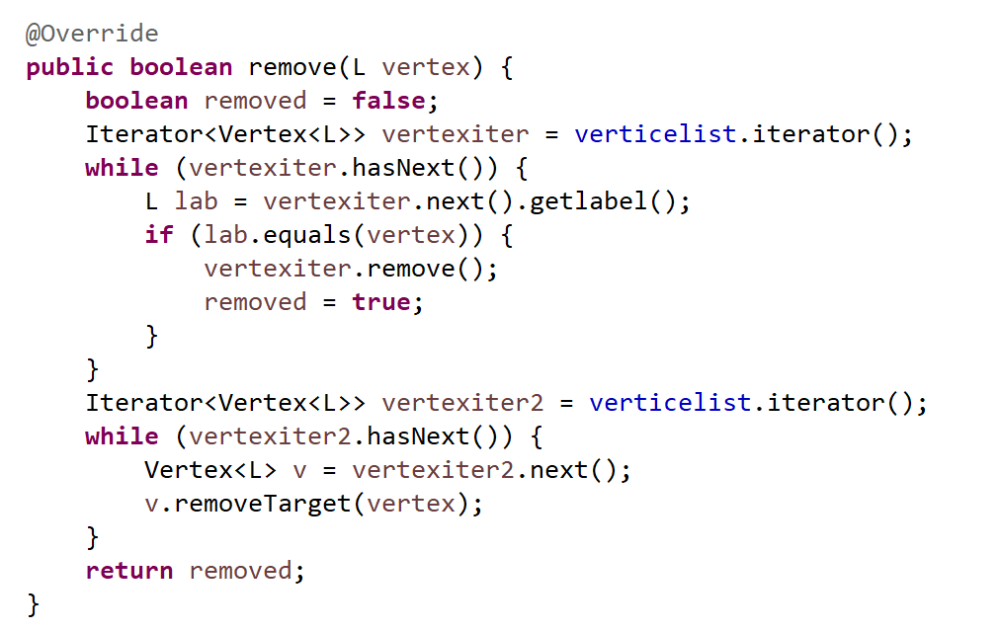 @Override
public boolean remove(L vertex) {
    boolean removed = false;
    Iterator<Vertex<L>> vertexiter = verticelist.iterator();
    while (vertexiter.hasNext()) {
        L lab = vertexiter.next().getlabel();
        if (lab.equals(vertex)) {
            vertexiter.remove();
            removed = true;
        }
    }
    Iterator<Vertex<L>> vertexiter2 = verticelist.iterator();
    while (vertexiter2.hasNext()) {
        Vertex<L> v = vertexiter2.next();
        v.removeTarget(vertex);
    }
    return removed;
}